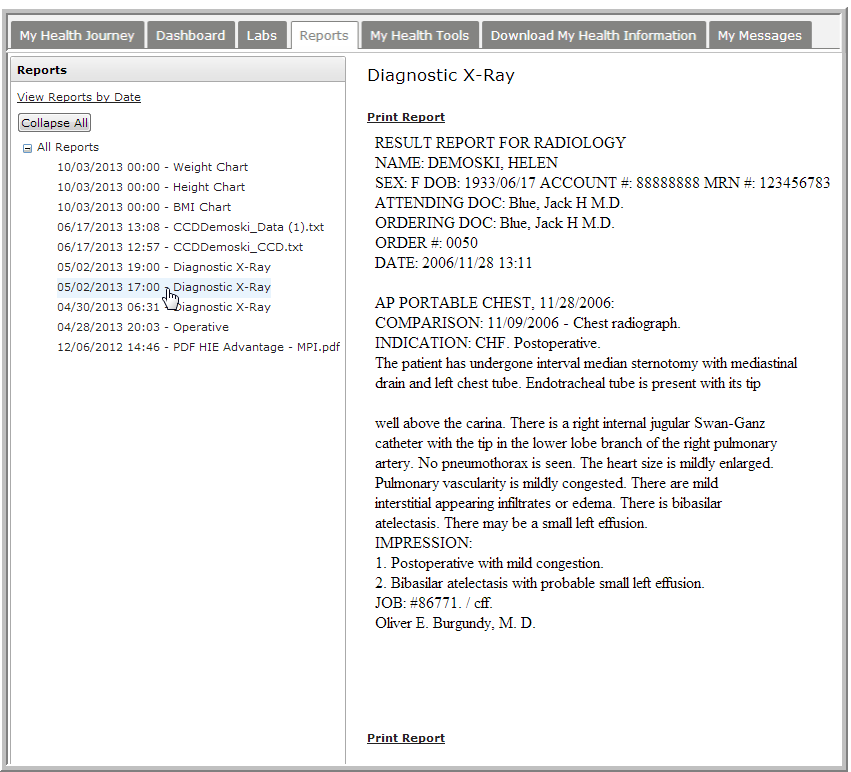 My Health Journey Dashboard Labs Reports My Health Tools Download My Health Information My Messages
Reports
View Reports by Date
Collapse All
All Reports
10/03/2013 00:00 - Weight Chart
10/03/2013 00:00 - Height Chart
10/03/2013 00:00 - BMI Chart
06/17/2013 13:08 - CCDDemoski_Data (1).txt
06/17/2013 12:57 - CCDDemoski_CCD.txt
05/02/2013 19:00 - Diagnostic X-Ray
05/02/2013 17:00 - Diagnostic X-Ray
04/30/2013 06:31 - Diagnostic X-Ray
04/28/2013 20:03 - Operative
12/06/2012 14:46 - PDF HIE Advantage - MPI.pdf
Diagnostic X-Ray
Print Report
RESULT REPORT FOR RADIOLOGY
NAME: DEMOSKI, HELEN
SEX: F DOB: 1933/06/17 ACCOUNT #: 88888888 MRN #: 123456783
ATTENDING DOC: Blue, Jack H M.D.
ORDERING DOC: Blue, Jack H M.D.
ORDER #: 0050
DATE: 2006/11/28 13:11
AP PORTABLE CHEST, 11/28/2006:
COMPARISON: 11/09/2006 - Chest radiograph.
INDICATION: CHF. Postoperative.
The patient has undergone interval median sternotomy with mediastinal
drain and left chest tube. Endotracheal tube is present with its tip
well above the carina. There is a right internal jugular Swan-Ganz
catheter with the tip in the lower lobe branch of the right pulmonary
artery. No pneumothorax is seen. The heart size is mildly enlarged.
Pulmonary vascularity is mildly congested. There are mild
interstitial appearing infiltrates or edema. There is bibasilar
atelectasis. There may be a small left effusion.
IMPRESSION:
1. Postoperative with mild congestion.
2. Bibasilar atelectasis with probable small left effusion.
JOB: #86771. / cff.
Oliver E. Burgundy, M. D.
Print Report